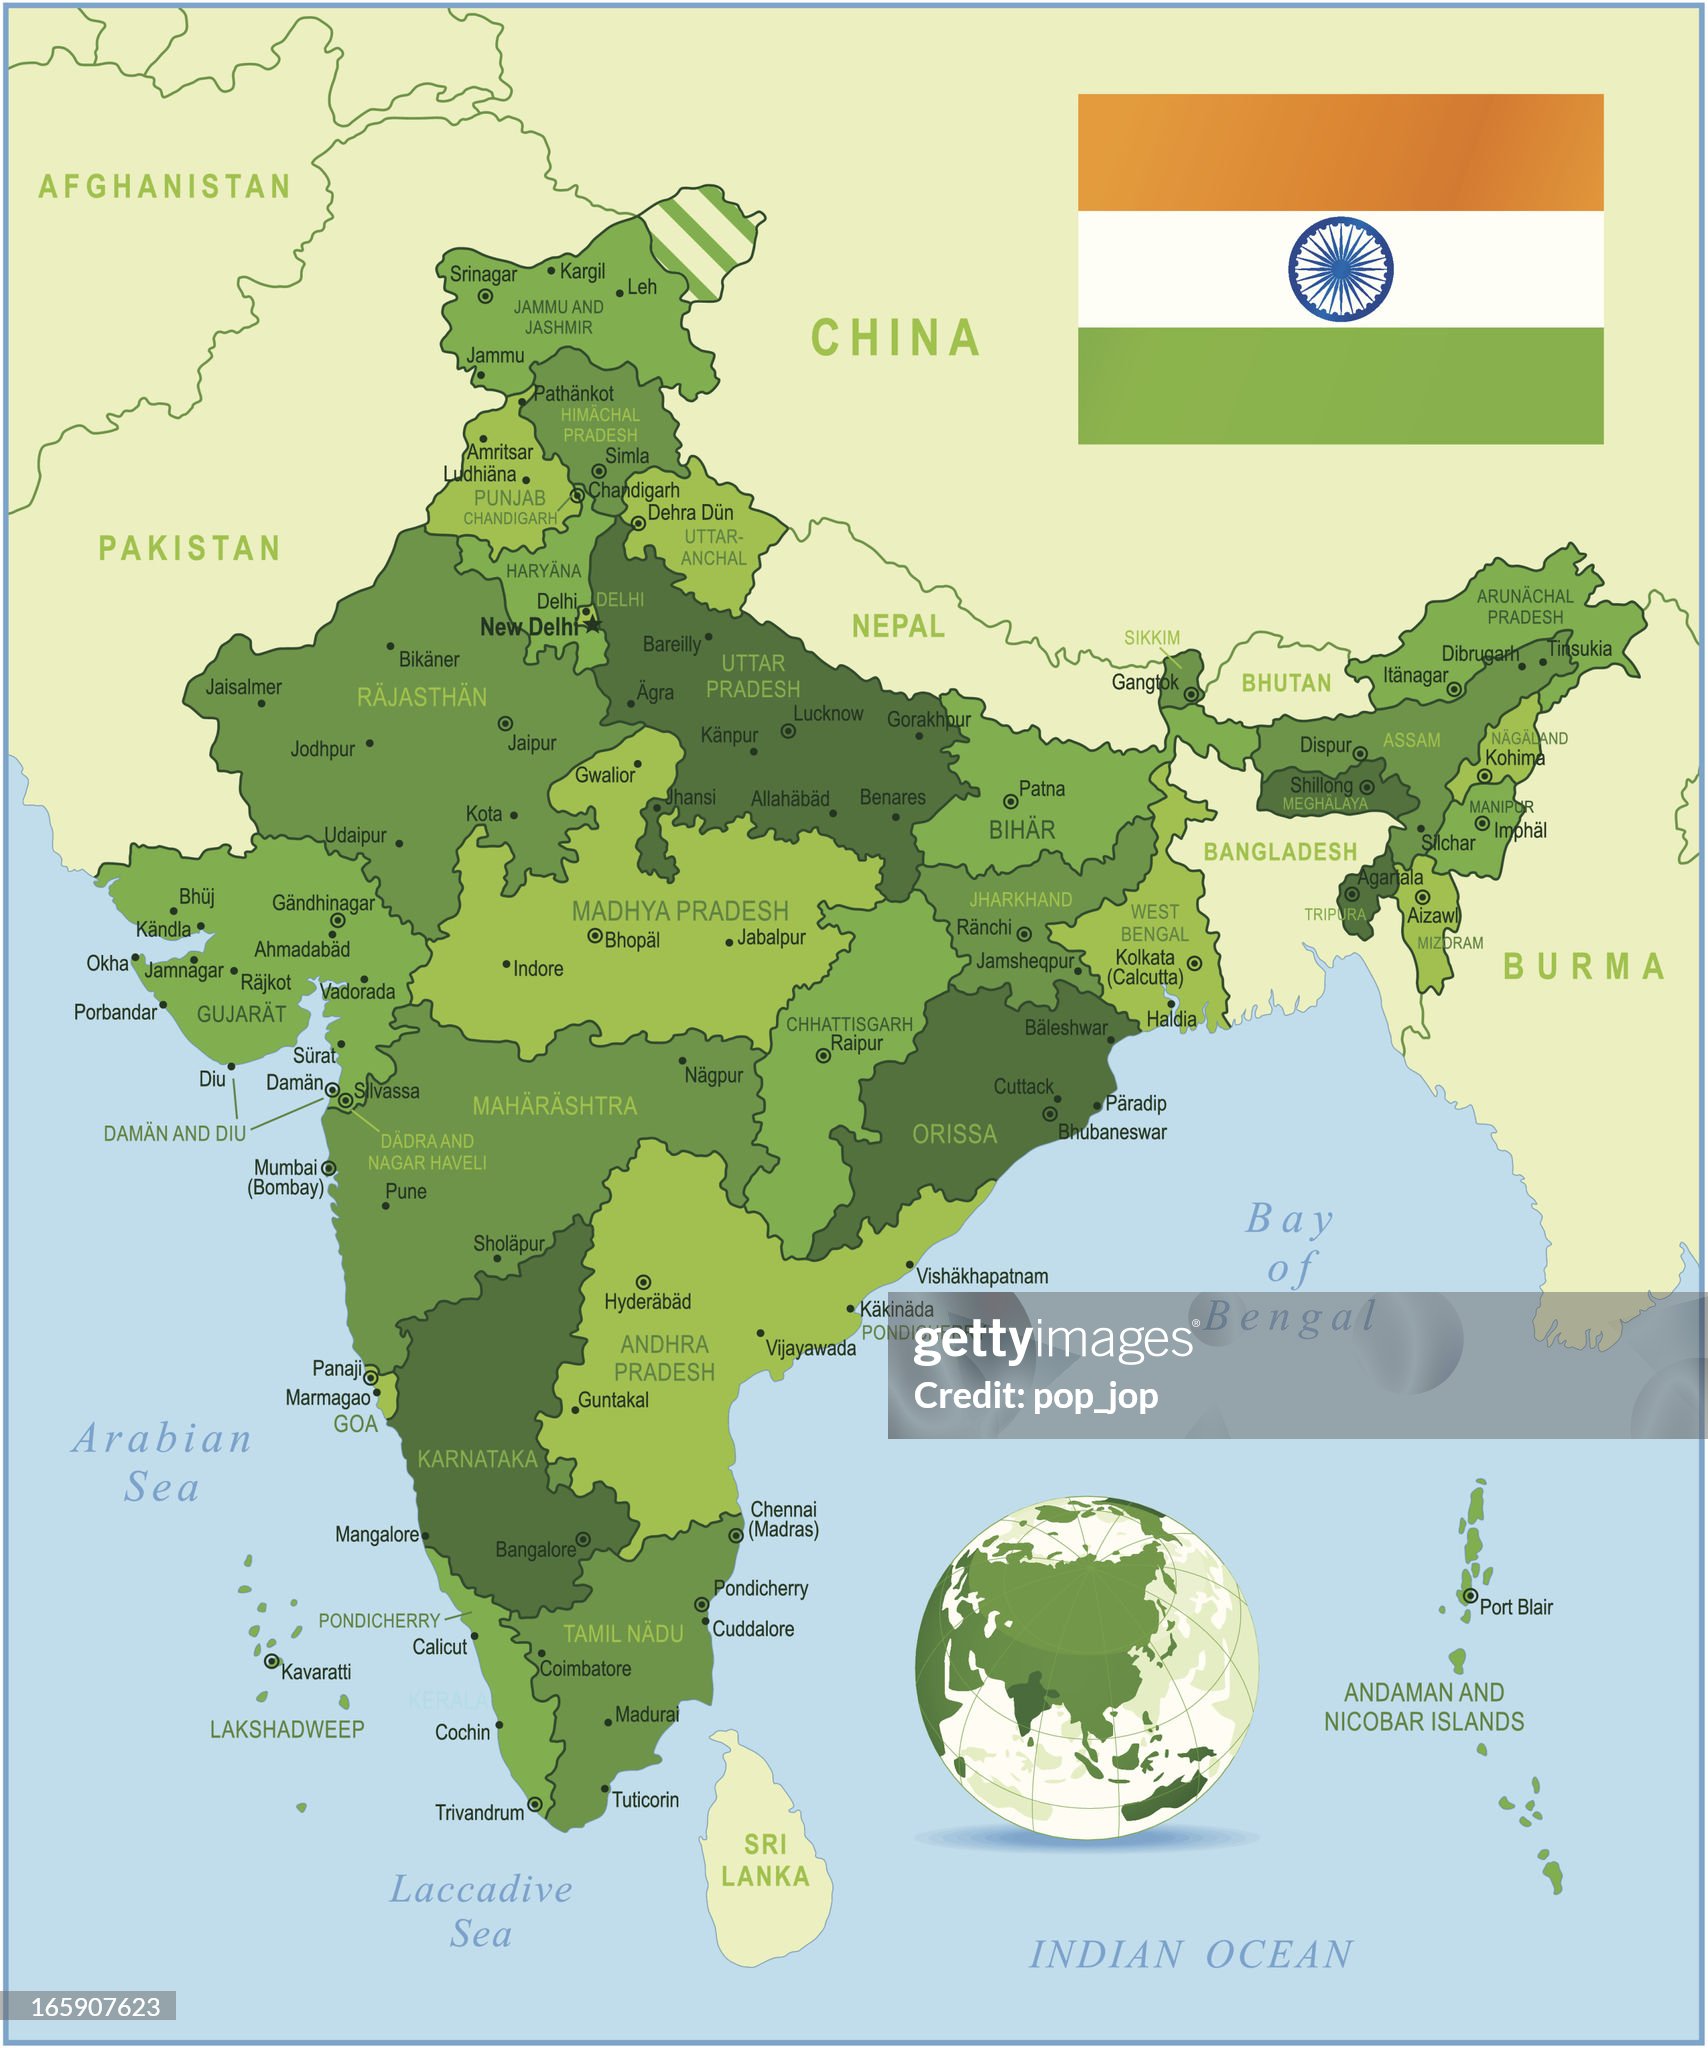 AFGHANISTAN
CHINA
PAKISTAN
NEPAL
BHUTAN
BANGLADESH
BURMA
SRI
LANKA
Srinagar
Kargil
Leh
JAMMU AND
JASHMIR
Jammu
Pathänkot
HIMÄCHAL
PRADESH
Amritsar
Simla
Ludhiäna
PUNJAB
Chandigarh
CHANDIGARH
Dehra Dün
UTTAR-
ANCHAL
HARYÄNA
Delhi
DELHI
New Delhi
Bareilly
UTTAR
PRADESH
Bikäner
Jaisalmer
RÄJASTHÄN
Ägra
Lucknow
Gorakhpur
Känpur
Jaipur
Jodhpur
Gwalior
Jhansi
Allahäbäd
Benares
Kota
Udaipur
Patna
BIHÄR
SIKKIM
Gangtok
ARUNÄCHAL
PRADESH
Dibrugarh
Tinsukia
Itänagar
Dispur
ASSAM
NÄGÄLAND
Kohima
Shillong
MEGHALAYA
MANIPUR
Imphäl
Silchar
Agartala
TRIPURA
Aizawl
MIZORAM
Bhüj
Gändhinagar
Kändla
Ahmadabäd
Okha
Jamnagar
Räjkot
Vadorada
Porbandar
GUJARÄT
Sürat
Diu
Damän
Silvassa
DAMÄN AND DIU
DÄDRA AND
NAGAR HAVELI
MADHYA PRADESH
Bhopäl
Jabalpur
Indore
JHARKHAND
Ränchi
Jamsheqpur
WEST
BENGAL
Kolkata
(Calcutta)
Haldia
CHHATTISGARH
Raipur
Bäleshwar
Cuttack
Päradip
Bhubaneswar
ORISSA
Nägpur
MAHÄRÄSHTRA
Mumbai
(Bombay)
Pune
Sholäpur
Hyderäbäd
Vishäkhapatnam
Käkinäda
Vijayawada
ANDHRA
PRADESH
Guntakal
Panaji
Marmagao
GOA
KARNATAKA
Mangalore
Bangalore
Chennai
(Madras)
Pondicherry
Cuddalore
PONDICHERRY
Calicut
TAMIL NÄDU
Coimbatore
KERALA
Cochin
Madurai
Trivandrum
Tuticorin
Kavaratti
LAKSHADWEEP
Port Blair
ANDAMAN AND
NICOBAR ISLANDS
Arabian
Sea
Bay
of
Bengal
Laccadive
Sea
INDIAN OCEAN
gettyimages®
Credit: pop_jop
165907623